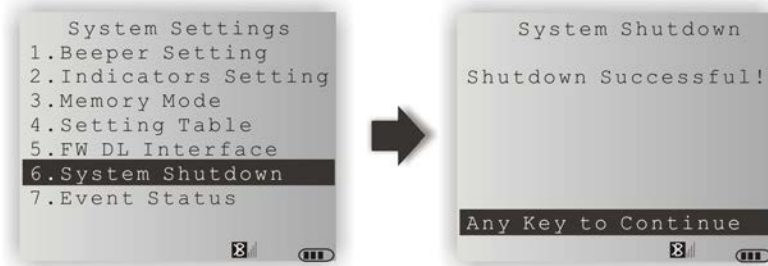 System Settings
1.Beeper Setting
2.Indicators Setting
3.Memory Mode
4.Setting Table
5.FW DL Interface
6.System Shutdown
7.Event Status
System Shutdown
Shutdown Successful!
Any Key to Continue